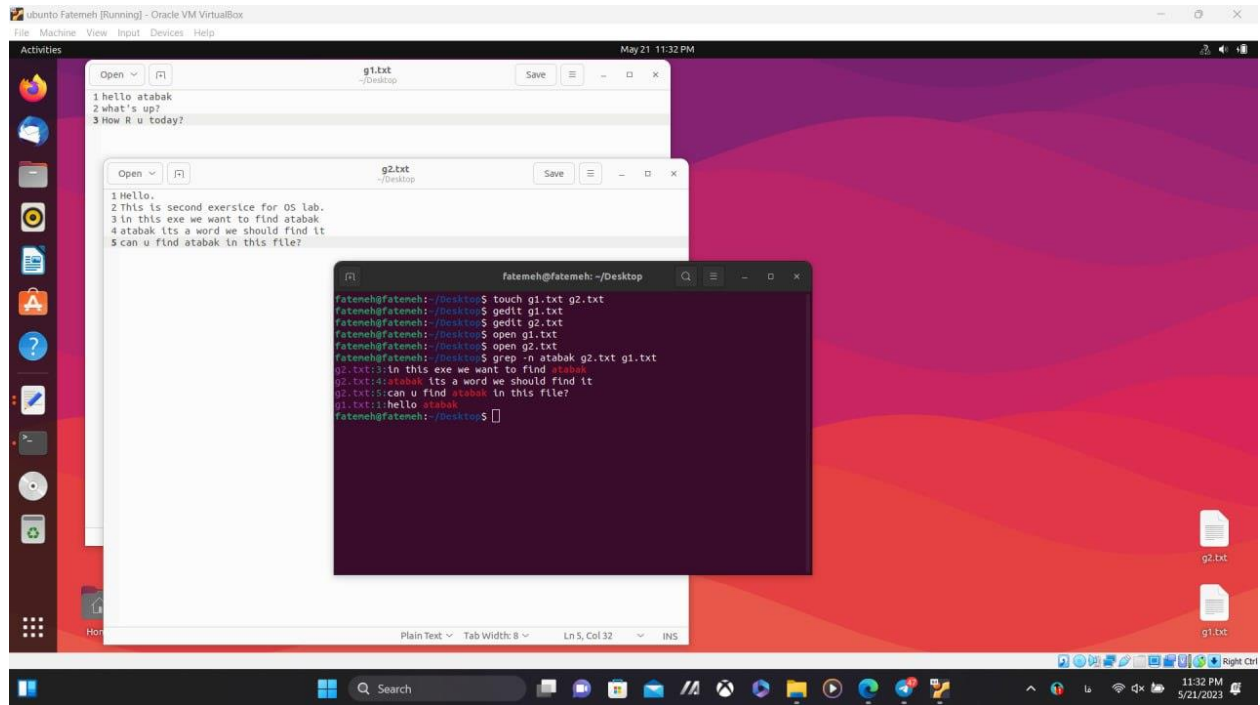 ubunto Fatemeh [Running] - Oracle VM VirtualBox
File Machine View Input Devices Help
Activities
May 21 11:32 PM
Open
g1.txt
~/Desktop
Save
1 hello atabak
2 what's up?
3 How R u today?
Open
g2.txt
~/Desktop
Save
1 Hello.
2 This is second exersice for OS lab.
3 in this exe we want to find atabak
4 atabak its a word we should find it
5 can u find atabak in this file?
fatemeh@fatemeh: ~/Desktop
fatemeh@fatemeh:~/Desktop$ touch g1.txt g2.txt
fatemeh@fatemeh:~/Desktop$ gedit g1.txt
fatemeh@fatemeh:~/Desktop$ gedit g2.txt
fatemeh@fatemeh:~/Desktop$ open g1.txt
fatemeh@fatemeh:~/Desktop$ open g2.txt
fatemeh@fatemeh:~/Desktop$ grep -n atabak g2.txt g1.txt
g2.txt:3:in this exe we want to find atabak
g2.txt:4:atabak its a word we should find it
g2.txt:5:can u find atabak in this file?
g1.txt:1:hello atabak
fatemeh@fatemeh:~/Desktop$
g2.txt
g1.txt
Hom
Plain Text Tab Width: 8 Ln 5, Col 32 INS
Right Ctrl
Search
فا
11:32 PM
5/21/2023